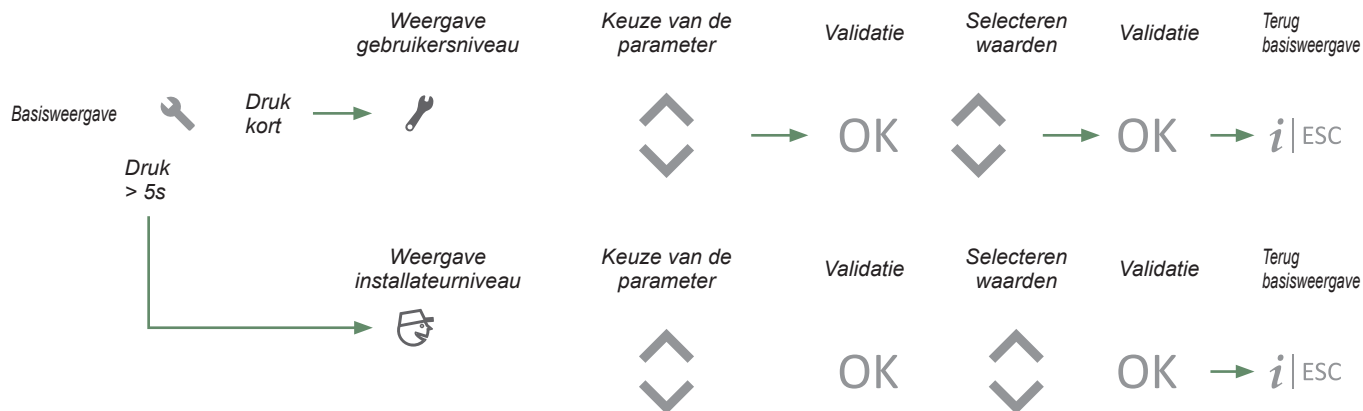 Weergave
gebruikersniveau
Keuze van de
parameter
Validatie
Selecteren
waarden
Validatie
Terug
basisweergave
Basisweergave
Druk
kort
OK
OK
i | ESC
Druk
> 5s
Weergave
installateurniveau
Keuze van de
parameter
Validatie
Selecteren
waarden
Validatie
Terug
basisweergave
OK
OK
i | ESC